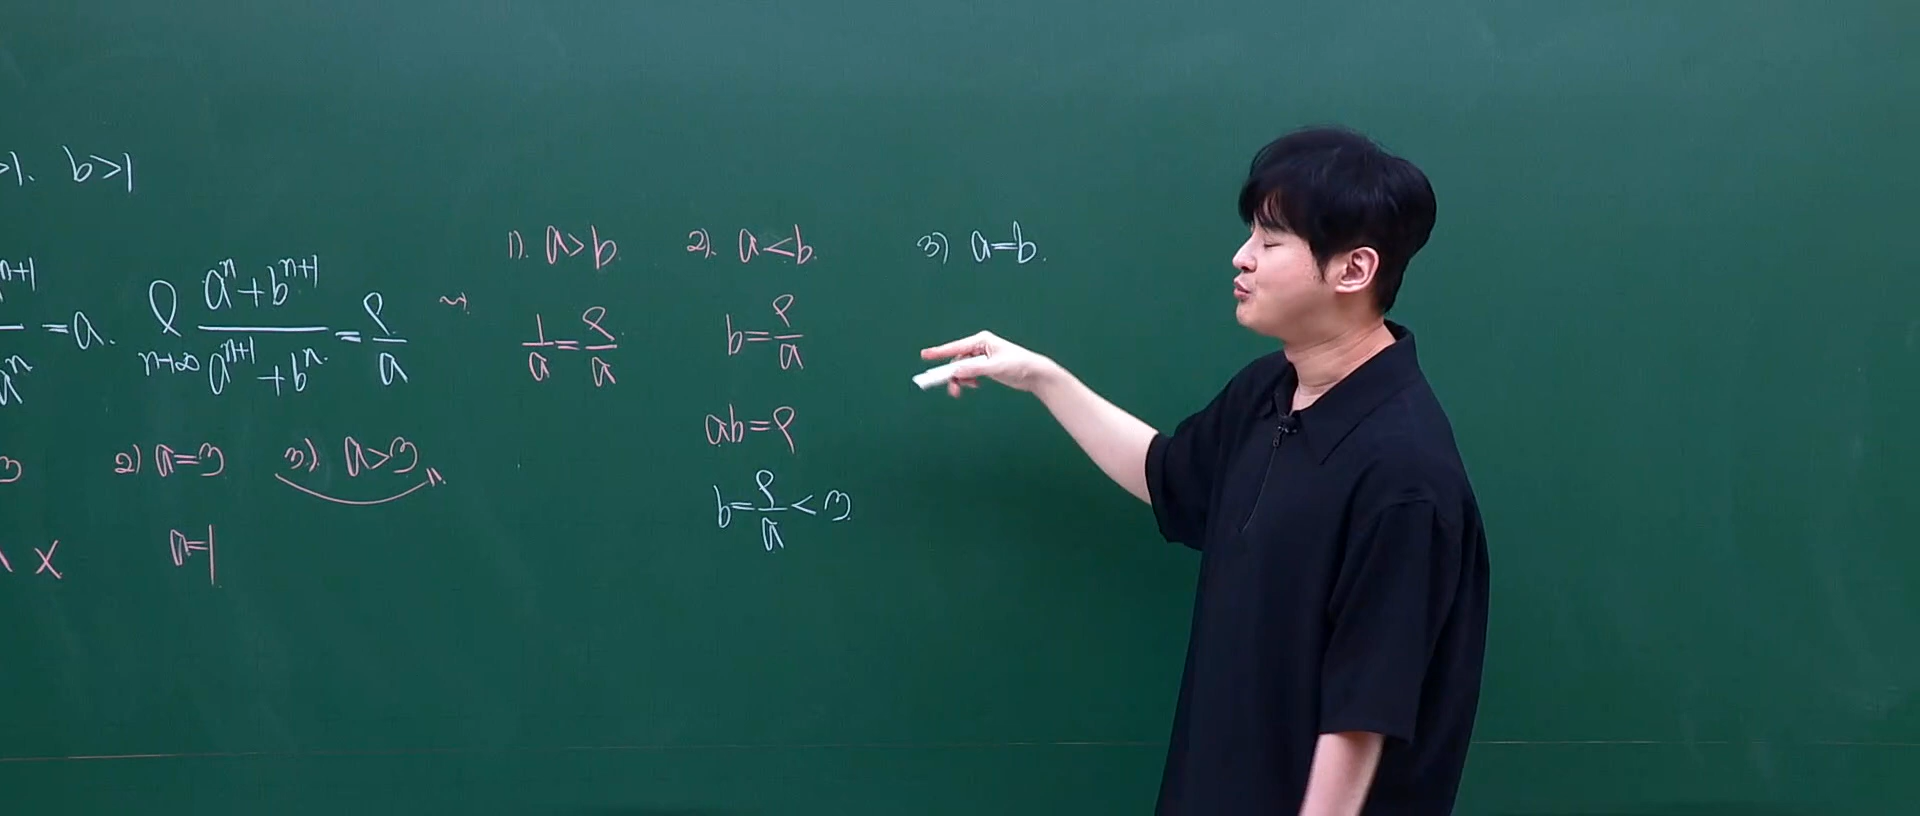 >1. b>1
n+1 / a^n = a. l n→∞ (a^n + b^(n+1)) / (a^(n+1) + b^n) = 9/a
3 2) a=3 3) a>3
X a=1
1). a>b
1/a = 9/a
2). a<b.
b = 9/a
ab=9
b = 9/a < 3
3) a=b.